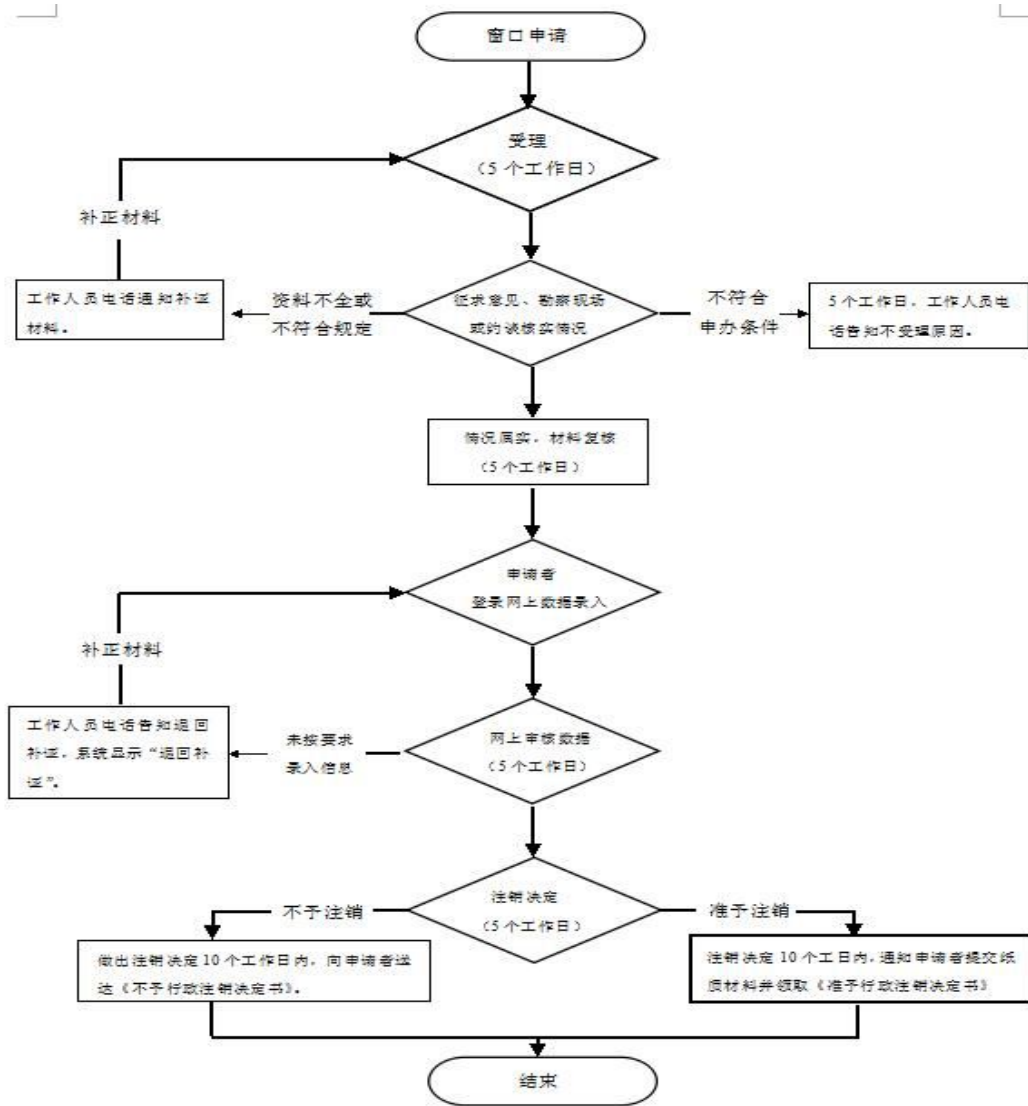 窗口申请
受理
（5 个工作日）
补正材料
工作人员电话通知补证
材料。
资料不全或
不符合规定
征求意见、勘察现场
或约谈核实情况
不符合
申办条件
5 个工作日，工作人员电
话告知不受理原因。
情况属实，材料复核
（5 个工作日）
申请者
登录网上数据录入
补正材料
工作人员电话告知退回
补证，系统显示“退回补
证”。
未按要求
录入信息
网上审核数据
（5 个工作日）
注销决定
（5 个工作日）
不予注销
准予注销
做出注销决定 10 个工作日内，向申请者送
达《不予行政注销决定书》。
注销决定 10 个工日内，通知申请者提交纸
质材料并领取《准予行政注销决定书》
结束